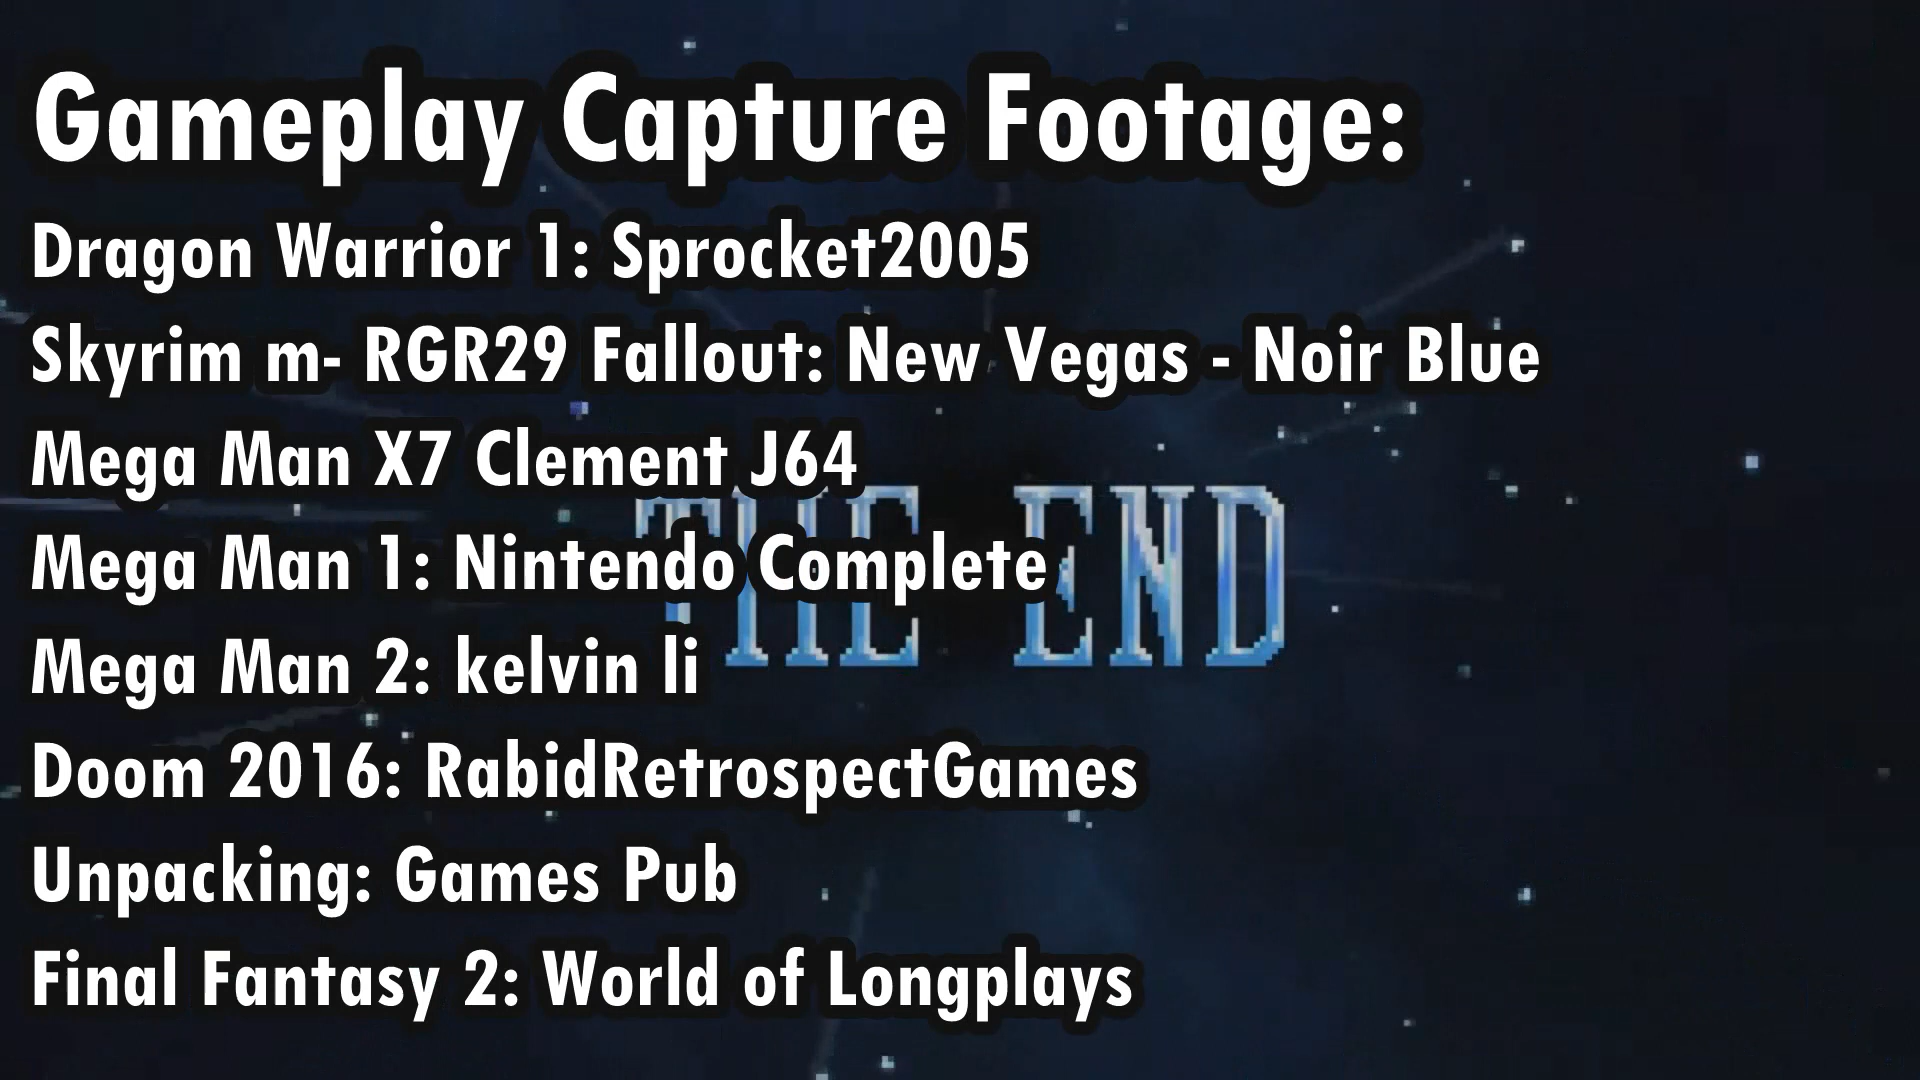 Gameplay Capture Footage:
Dragon Warrior 1: Sprocket2005
Skyrim m- RGR29 Fallout: New Vegas - Noir Blue
Mega Man X7 Clement J64
THE END
Mega Man 1: Nintendo Complete
Mega Man 2: kelvin li
Doom 2016: RabidRetrospectGames
Unpacking: Games Pub
Final Fantasy 2: World of Longplays